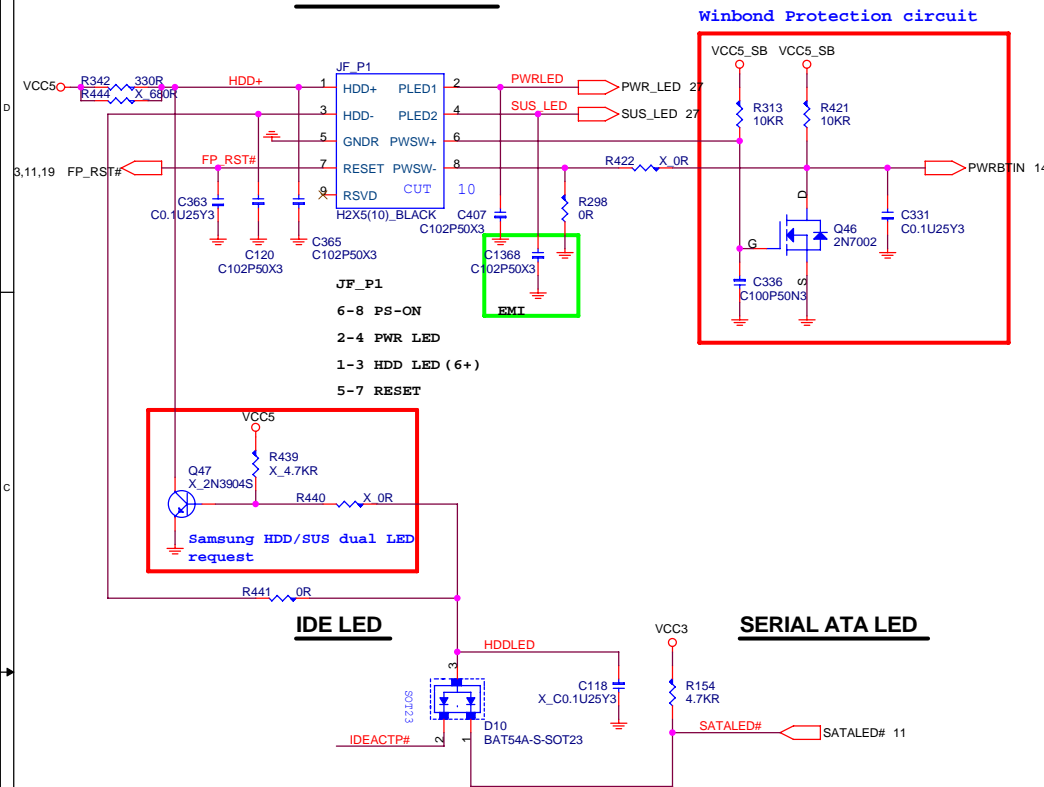 Winbond Protection circuit
VCC5_SB VCC5_SB
JF_P1
VCC5
R342 330R
R444 X_680R
HDD+
1 HDD+ PLED1 2
PWRLED
PWR_LED 27
3 HDD- PLED2 4
SUS_LED
SUS_LED 27
R313
10KR
R421
10KR
D
5 GNDR PWSW+ 6
3,11,19 FP_RST#
FP_RST#
7 RESET PWSW- 8
R422 X_0R
PWRBTIN 14
9 RSVD CUT 10
H2X5(10)_BLACK
C363
C0.1U25Y3
C120
C102P50X3
C365
C102P50X3
C407
C102P50X3
R298
0R
D
G
S
Q46
2N7002
C331
C0.1U25Y3
C1368
C102P50X3
EMI
C336
C100P50N3
JF_P1
6-8 PS-ON
2-4 PWR LED
1-3 HDD LED(6+)
5-7 RESET
VCC5
R439
X_4.7KR
Q47
X_2N3904S
R440 X_0R
C
Samsung HDD/SUS dual LED
request
R441 0R
IDE LED
VCC3
SERIAL ATA LED
HDDLED
3
C118
X_C0.1U25Y3
R154
4.7KR
SOT23
D10
BAT54A-S-SOT23
IDEACTP#
2
1
SATALED#
SATALED# 11